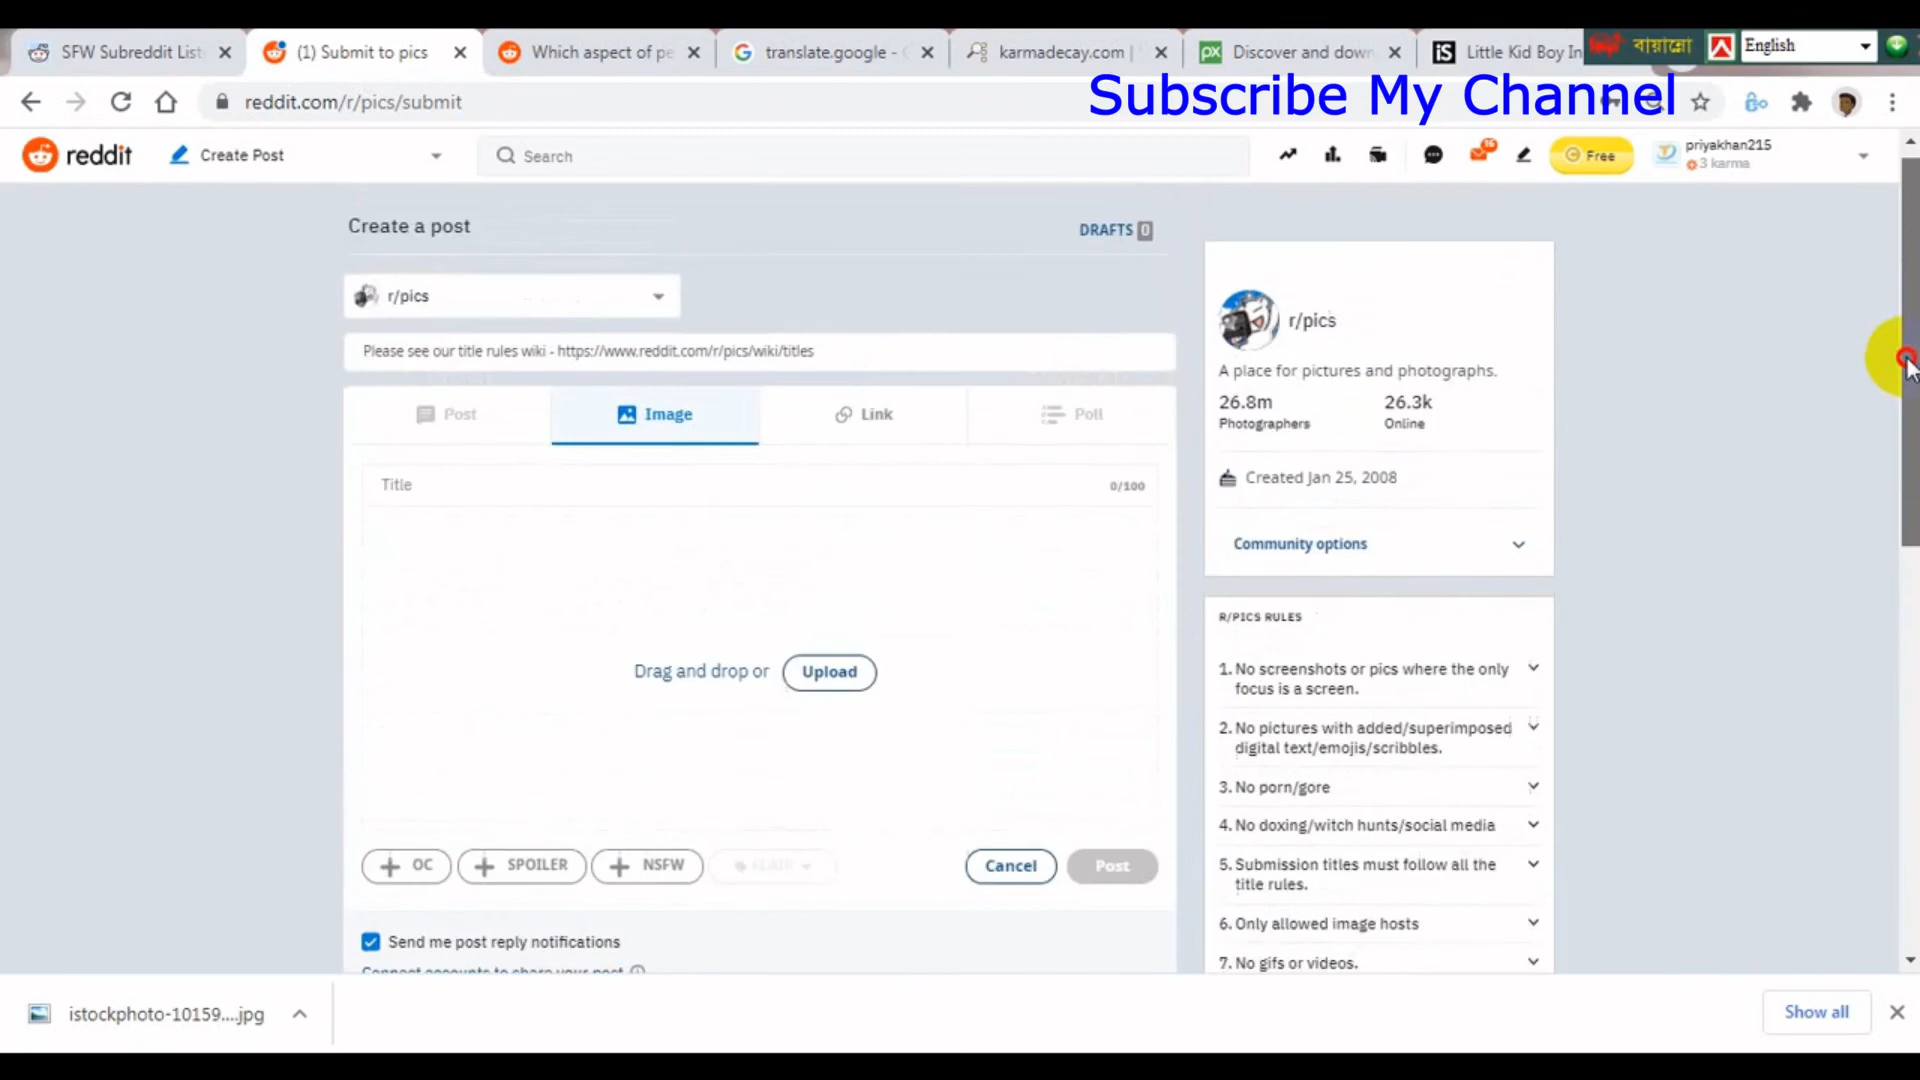 SFW Subreddit List
(1) Submit to pics
Which aspect of pe
translate.google -
karmadecay.com |
Discover and down
Little Kid Boy In
বায়ান্নো
English
reddit.com/r/pics/submit
Subscribe My Channel
reddit
Create Post
Search
16
Free
priyakhan215
3 karma
Create a post
DRAFTS 0
r/pics
Please see our title rules wiki - https://www.reddit.com/r/pics/wiki/titles
Post
Image
Link
Poll
Title
0/100
Drag and drop or
Upload
+ OC
+ SPOILER
+ NSFW
FLAIR
Cancel
Post
Send me post reply notifications
Connect accounts to share your post
r/pics
A place for pictures and photographs.
26.8m
26.3k
Photographers
Online
Created Jan 25, 2008
Community options
R/PICS RULES
1. No screenshots or pics where the only
focus is a screen.
2. No pictures with added/superimposed
digital text/emojis/scribbles.
3. No porn/gore
4. No doxing/witch hunts/social media
5. Submission titles must follow all the
title rules.
6. Only allowed image hosts
7. No gifs or videos.
istockphoto-10159....jpg
Show all